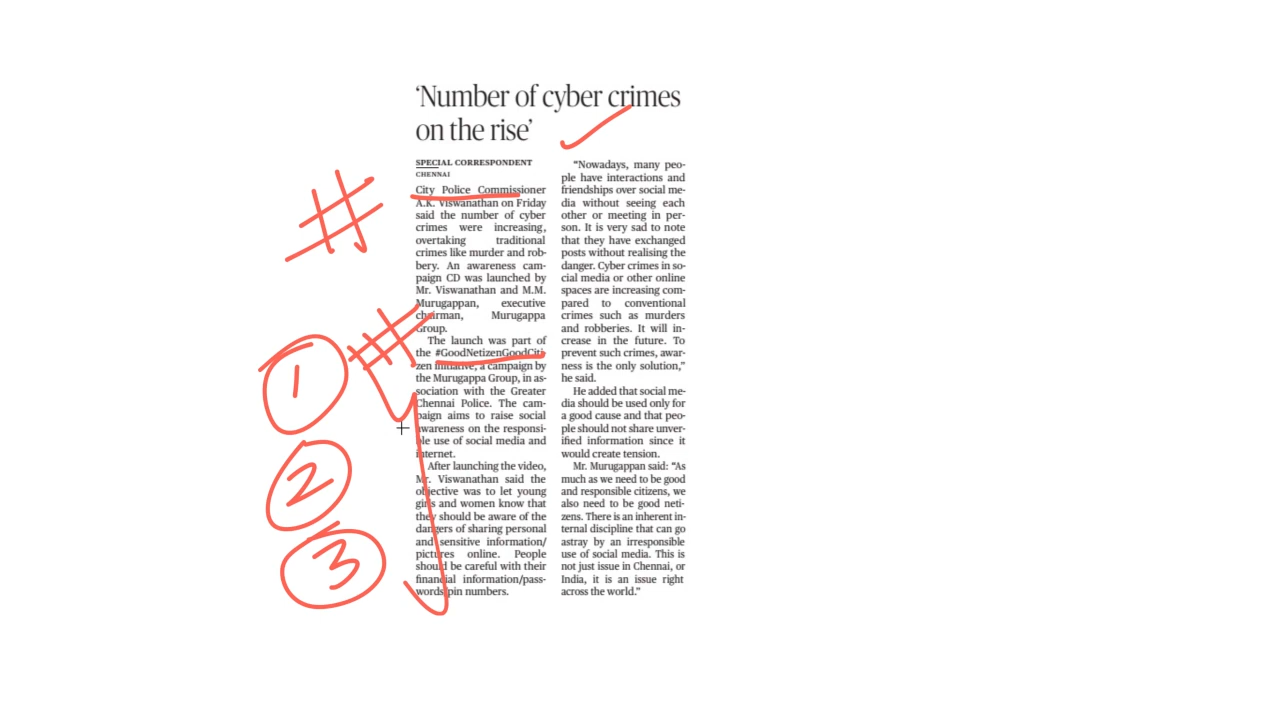 ‘Number of cyber crimes
on the rise’
SPECIAL CORRESPONDENT
CHENNAI
City Police Commissioner
A.K. Viswanathan on Friday
said the number of cyber
crimes were increasing,
overtaking traditional
crimes like murder and rob-
bery. An awareness cam-
paign CD was launched by
Mr. Viswanathan and M.M.
Murugappan, executive
chairman, Murugappa
Group.
The launch was part of
the #GoodNetizenGoodCiti-
zen initiative, a campaign by
the Murugappa Group, in as-
sociation with the Greater
Chennai Police. The cam-
paign aims to raise social
awareness on the responsi-
ble use of social media and
internet.
After launching the video,
Mr. Viswanathan said the
objective was to let young
girls and women know that
they should be aware of the
dangers of sharing personal
and sensitive information/
pictures online. People
should be careful with their
financial information/pass-
words/pin numbers.
“Nowadays, many peo-
ple have interactions and
friendships over social me-
dia without seeing each
other or meeting in per-
son. It is very sad to note
that they have exchanged
posts without realising the
danger. Cyber crimes in so-
cial media or other online
spaces are increasing com-
pared to conventional
crimes such as murders
and robberies. It will in-
crease in the future. To
prevent such crimes, awar-
ness is the only solution,”
he said.
He added that social me-
dia should be used only for
a good cause and that peo-
ple should not share unver-
ified information since it
would create tension.
Mr. Murugappan said: “As
much as we need to be good
and responsible citizens, we
also need to be good neti-
zens. There is an inherent in-
ternal discipline that can go
astray by an irresponsible
use of social media. This is
not just issue in Chennai, or
India, it is an issue right
across the world.”
#
#
1
2
3